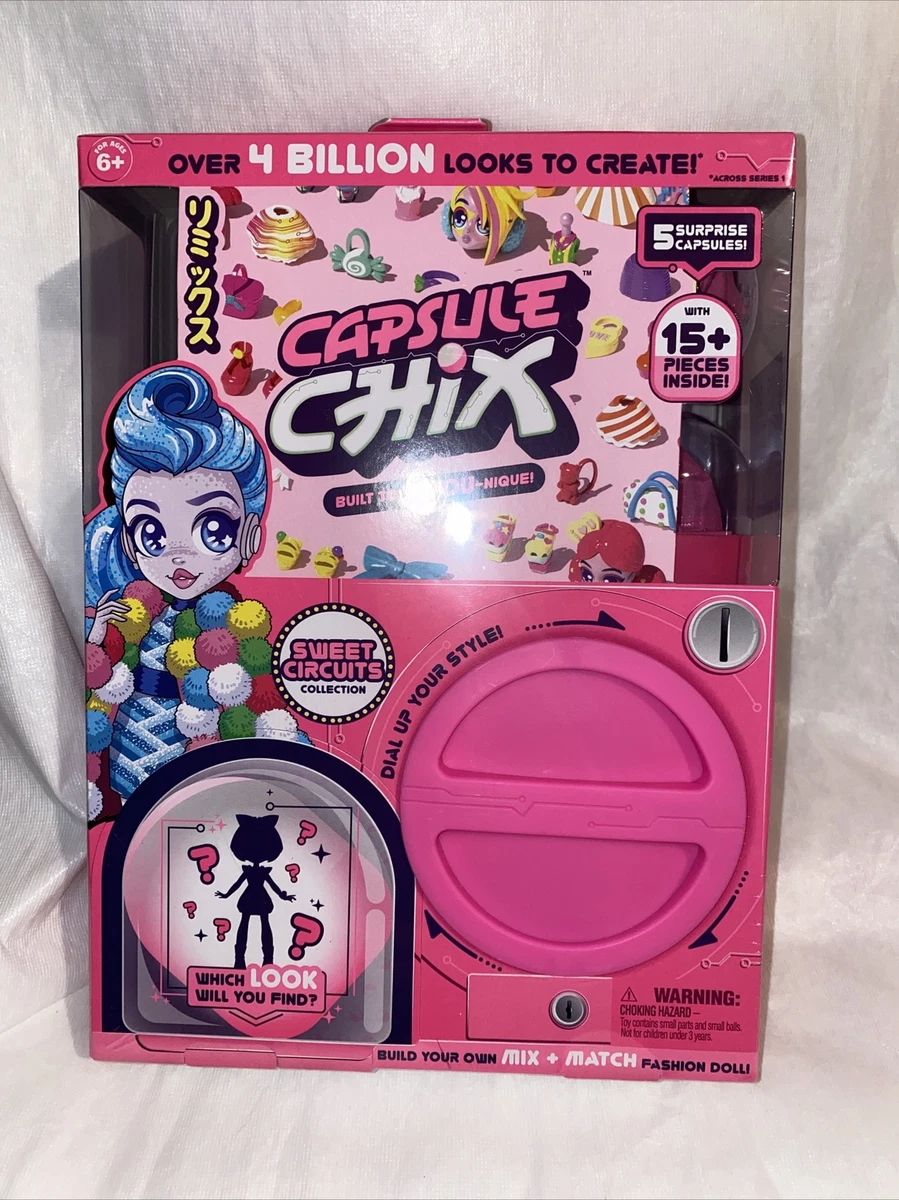 FOR AGES
6+
OVER 4 BILLION LOOKS TO CREATE!*
*ACROSS SERIES 1
リミックス
5 SURPRISE
CAPSULES!
WITH
15+
PIECES
INSIDE!
CAPSULE
CHiX
™
BUILT -NIQUE!
SWEET
CIRCUITS
COLLECTION
DIAL UP YOUR STYLE!
? ? ? ? ? ?
WHICH LOOK
WILL YOU FIND?
⚠ WARNING:
CHOKING HAZARD –
Toy contains small parts and small balls.
Not for children under 3 years.
BUILD YOUR OWN MIX + MATCH FASHION DOLL!